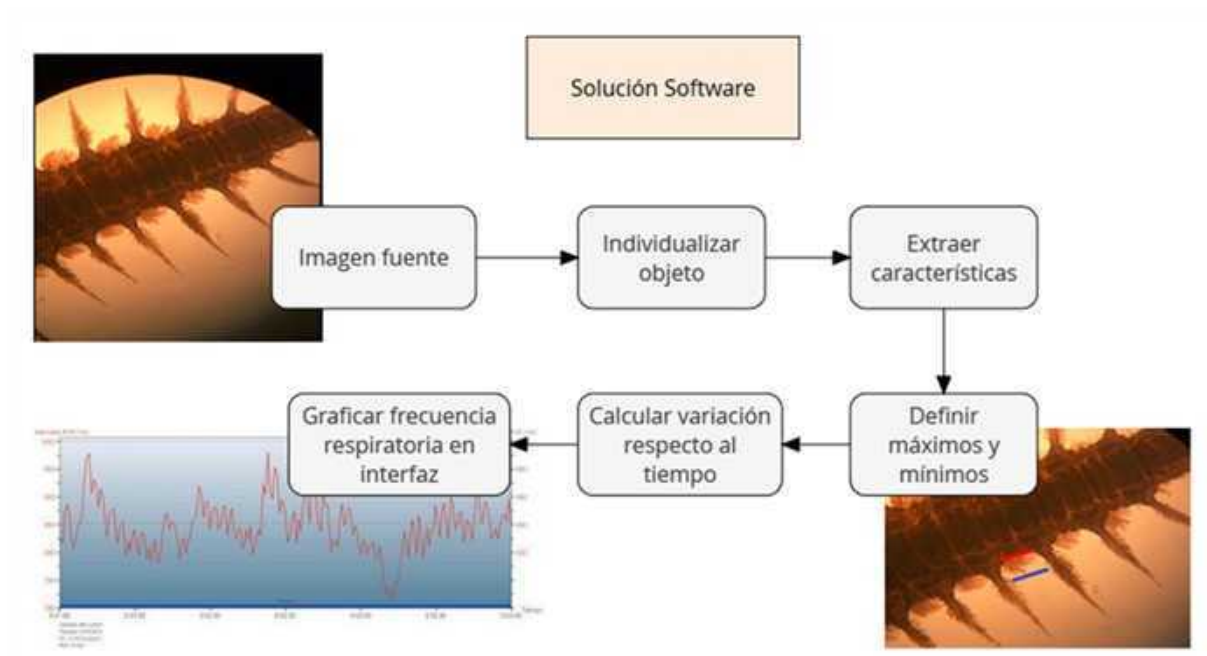 Solución Software
Imagen fuente
Individualizar
objeto
Extraer
características
Definir
máximos y
mínimos
Calcular variación
respecto al
tiempo
Graficar frecuencia
respiratoria en
interfaz